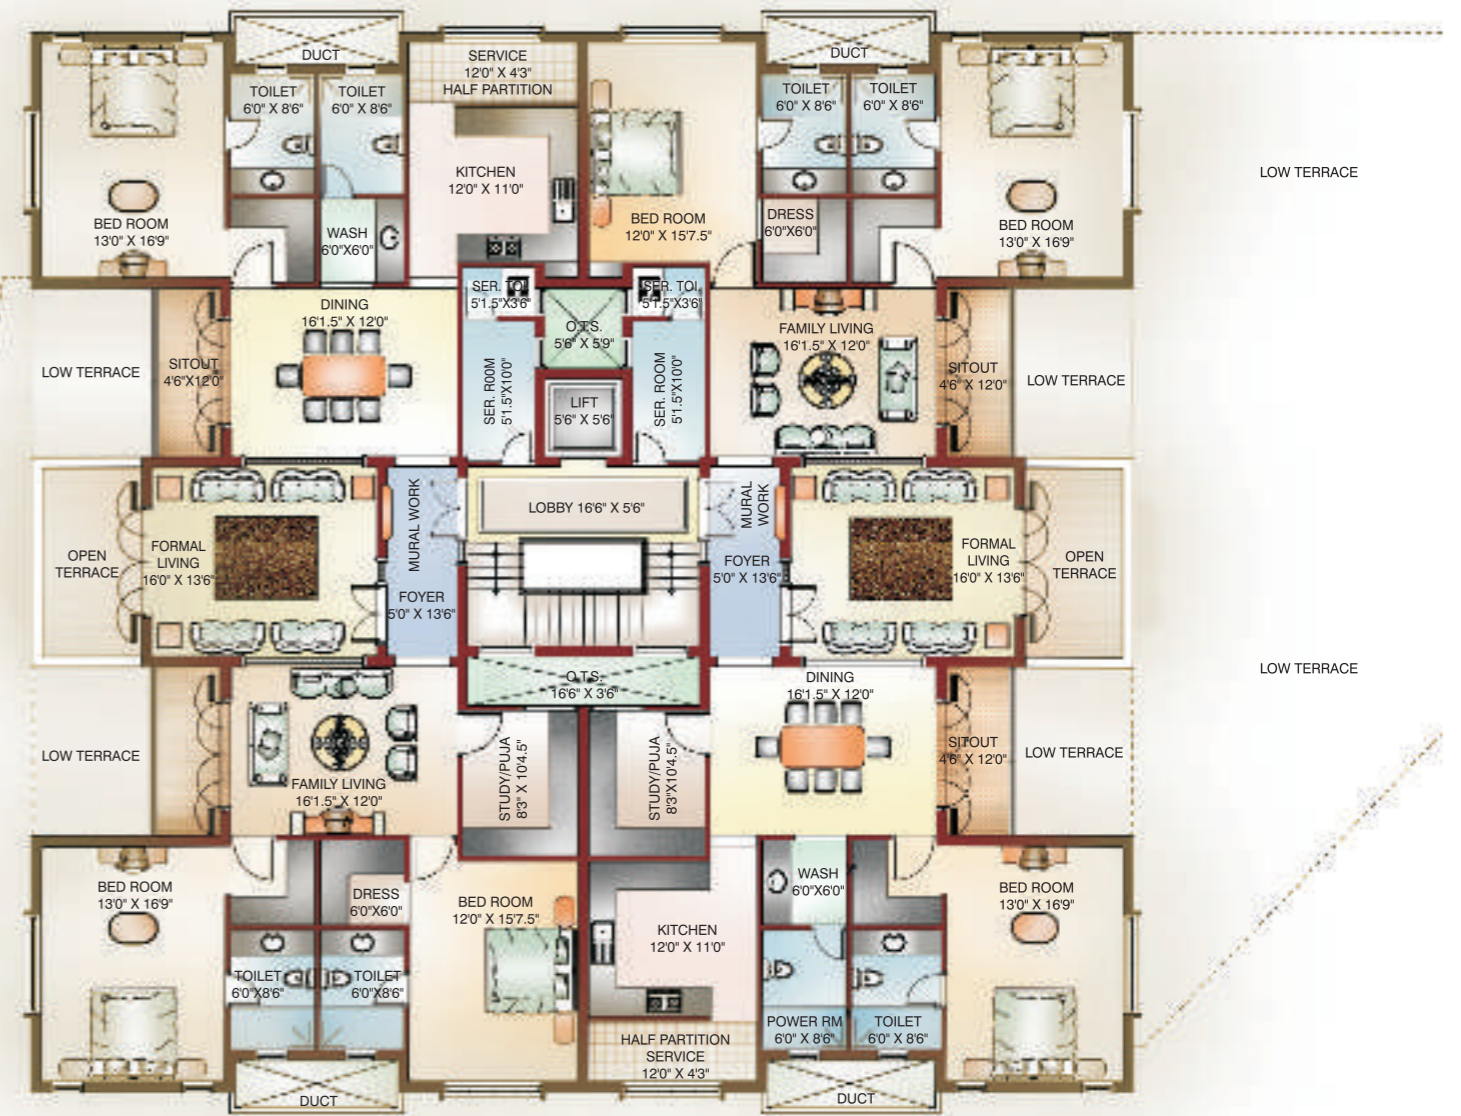 DUCT
SERVICE
12'0" X 4'3"
HALF PARTITION
DUCT
TOILET
6'0" X 8'6"
TOILET
6'0" X 8'6"
TOILET
6'0" X 8'6"
TOILET
6'0" X 8'6"
KITCHEN
12'0" X 11'0"
LOW TERRACE
BED ROOM
13'0" X 16'9"
WASH
6'0"X6'0"
BED ROOM
12'0" X 15'7.5"
DRESS
6'0"X6'0"
BED ROOM
13'0" X 16'9"
SER. TOI.
5'1.5"X3'6"
SER. TOI.
5'1.5"X3'6"
DINING
16'1.5" X 12'0"
O.T.S.
5'6" X 5'9"
FAMILY LIVING
16'1.5" X 12'0"
LOW TERRACE
SITOUT
4'6"X12'0"
SER. R00M
5'1.5"X10'0"
LIFT
5'6" X 5'6"
SER. ROOM
5'1.5"X10'0"
SITOUT
4'6" X 12'0"
LOW TERRACE
MURAL WORK
LOBBY 16'6" X 5'6"
MURAL
WORK
OPEN
TERRACE
FORMAL
LIVING
16'0" X 13'6"
FOYER
5'0" X 13'6"
FOYER
5'0" X 13'6"
FORMAL
LIVING
16'0" X 13'6"
OPEN
TERRACE
LOW TERRACE
O.T.S.
16'6" X 3'6"
DINING
16'1.5" X 12'0"
LOW TERRACE
FAMILY LIVING
16'1.5" X 12'0"
STUDY/PUJA
8'3" X 10'4.5"
STUDY/PUJA
8'3"X10'4.5"
SITOUT
4'6" X 12'0"
LOW TERRACE
BED ROOM
13'0" X 16'9"
DRESS
6'0"X6'0"
BED ROOM
12'0" X 15'7.5"
WASH
6'0"X6'0"
BED ROOM
13'0" X 16'9"
KITCHEN
12'0" X 11'0"
TOILET
6'0"X8'6"
TOILET
6'0"X8'6"
POWER RM
6'0" X 8'6"
TOILET
6'0" X 8'6"
HALF PARTITION
SERVICE
12'0" X 4'3"
DUCT
DUCT